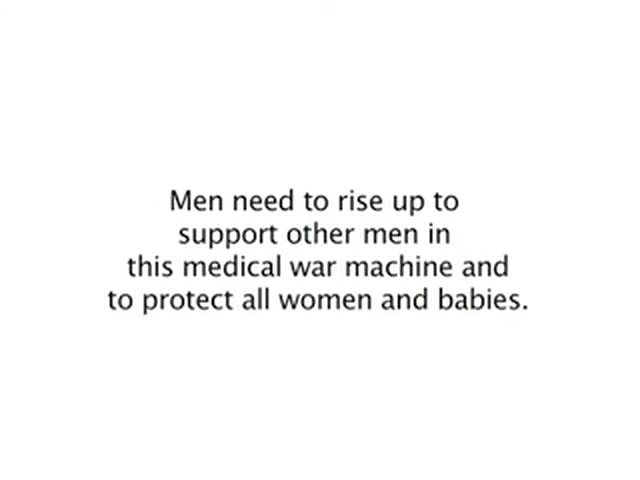 Men need to rise up to
support other men in
this medical war machine and
to protect all women and babies.